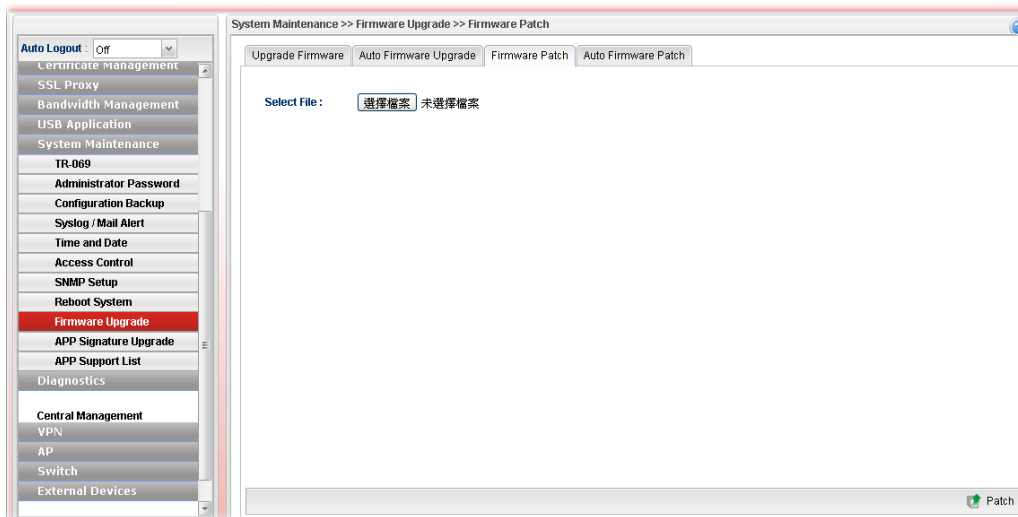 System Maintenance >> Firmware Upgrade >> Firmware Patch
Auto Logout : Off
Certificate Management
SSL Proxy
Bandwidth Management
USB Application
System Maintenance
TR-069
Administrator Password
Configuration Backup
Syslog / Mail Alert
Time and Date
Access Control
SNMP Setup
Reboot System
Firmware Upgrade
APP Signature Upgrade
APP Support List
Diagnostics
Central Management
VPN
AP
Switch
External Devices
Upgrade Firmware Auto Firmware Upgrade Firmware Patch Auto Firmware Patch
Select File : 選擇檔案 未選擇檔案
Patch